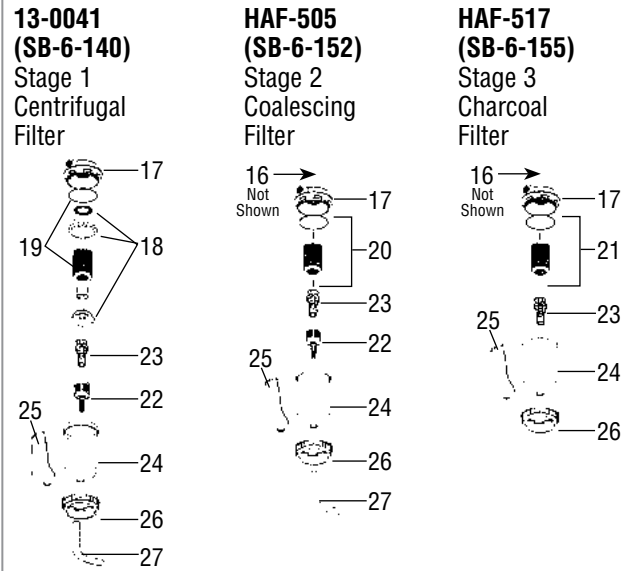 13-0041
(SB-6-140)
Stage 1
Centrifugal
Filter
17
19
18
23
25
22
24
26
27
HAF-505
(SB-6-152)
Stage 2
Coalescing
Filter
16
Not
Shown
17
20
23
22
25
24
26
27
HAF-517
(SB-6-155)
Stage 3
Charcoal
Filter
16
Not
Shown
17
21
23
25
24
26